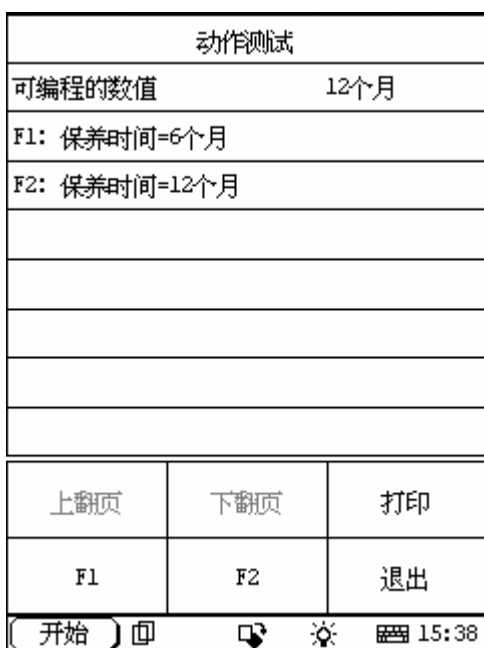 动作测试
可编程的数值 12个月
F1: 保养时间=6个月
F2: 保养时间=12个月
上翻页 下翻页 打印
F1 F2 退出
开始 15:38